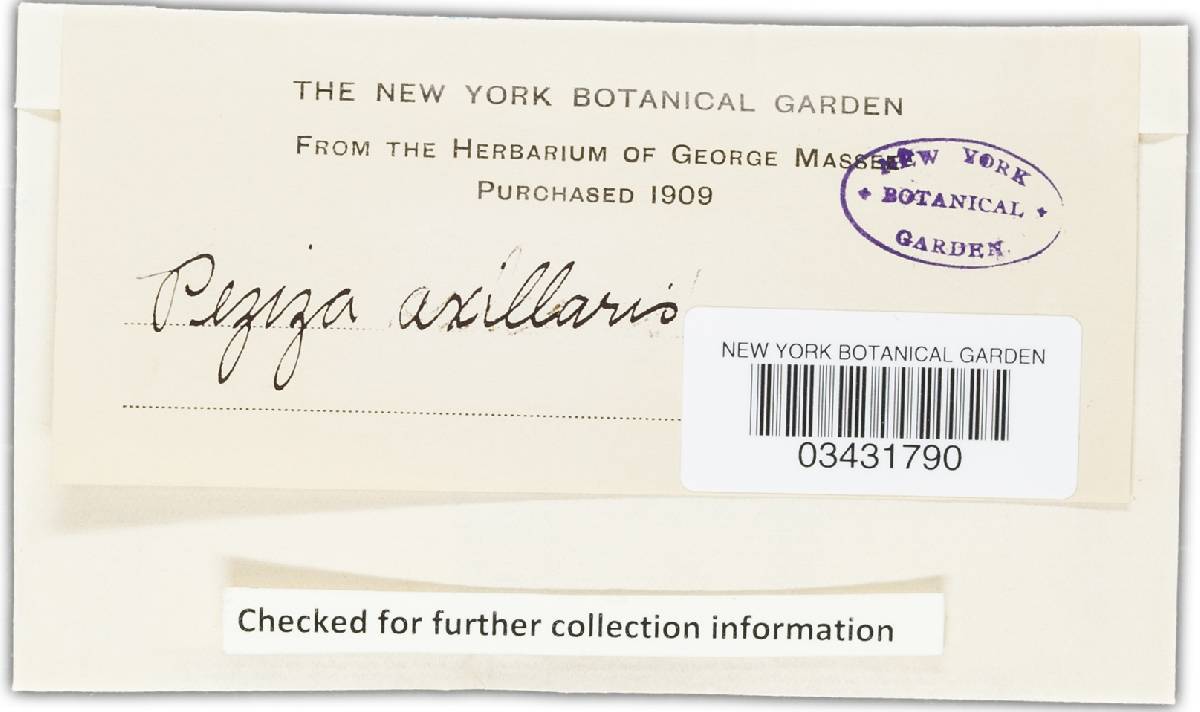 THE NEW YORK BOTANICAL GARDEN
FROM THE HERBARIUM OF GEORGE MASSEE
PURCHASED 1909
NEW YORK
BOTANICAL
GARDEN
Peziza axillaris
NEW YORK BOTANICAL GARDEN
03431790
Checked for further collection information